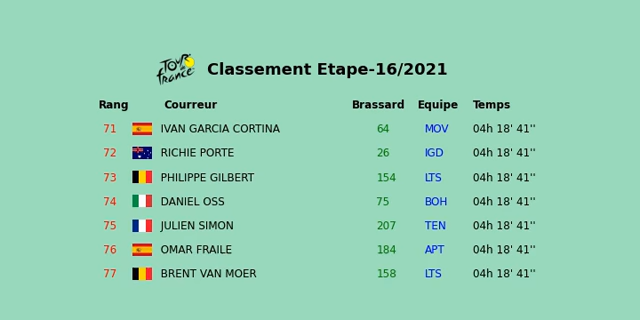 TOUR de France
Classement Etape-16/2021
Rang Courreur Brassard Equipe Temps
71 IVAN GARCIA CORTINA 64 MOV 04h 18' 41''
72 RICHIE PORTE 26 IGD 04h 18' 41''
73 PHILIPPE GILBERT 154 LTS 04h 18' 41''
74 DANIEL OSS 75 BOH 04h 18' 41''
75 JULIEN SIMON 207 TEN 04h 18' 41''
76 OMAR FRAILE 184 APT 04h 18' 41''
77 BRENT VAN MOER 158 LTS 04h 18' 41''